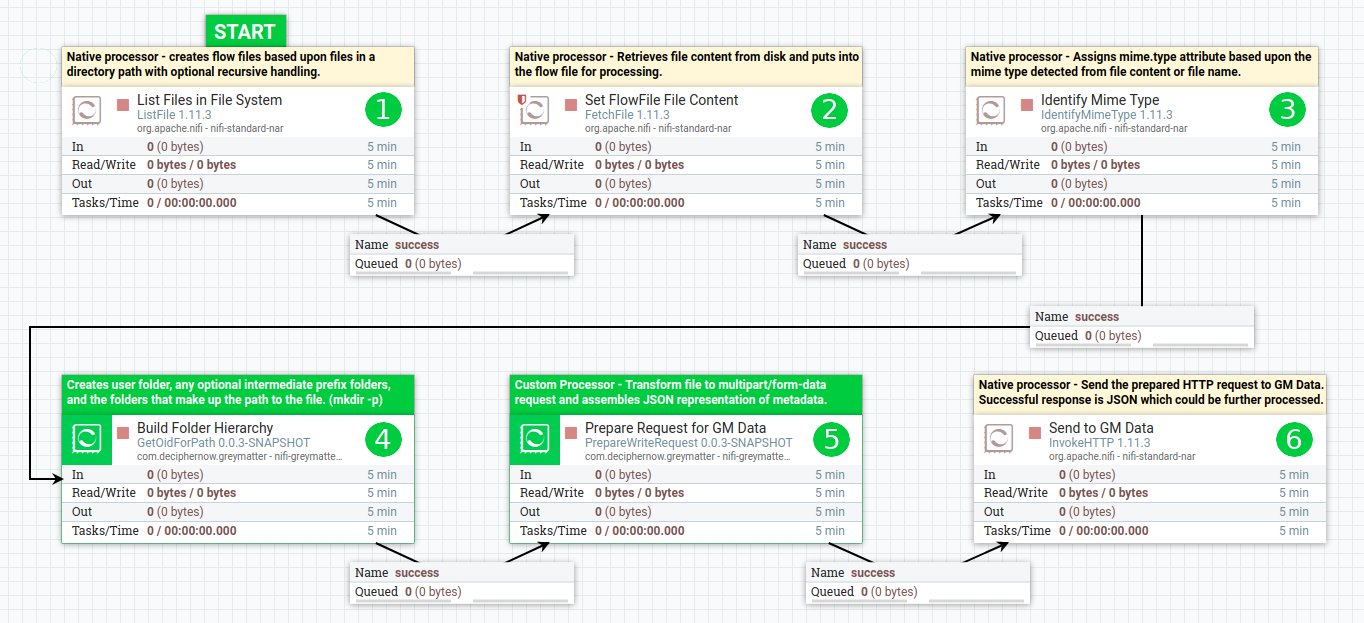 START
Native processor - creates flow files based upon files in a
directory path with optional recursive handling.
List Files in File System
ListFile 1.11.3
org.apache.nifi - nifi-standard-nar
1
In 0 (0 bytes) 5 min
Read/Write 0 bytes / 0 bytes 5 min
Out 0 (0 bytes) 5 min
Tasks/Time 0 / 00:00:00.000 5 min
Name success
Queued 0 (0 bytes)
Native processor - Retrieves file content from disk and puts into
the flow file for processing.
Set FlowFile File Content
FetchFile 1.11.3
org.apache.nifi - nifi-standard-nar
2
In 0 (0 bytes) 5 min
Read/Write 0 bytes / 0 bytes 5 min
Out 0 (0 bytes) 5 min
Tasks/Time 0 / 00:00:00.000 5 min
Name success
Queued 0 (0 bytes)
Native processor - Assigns mime.type attribute based upon the
mime type detected from file content or file name.
Identify Mime Type
IdentifyMimeType 1.11.3
org.apache.nifi - nifi-standard-nar
3
In 0 (0 bytes) 5 min
Read/Write 0 bytes / 0 bytes 5 min
Out 0 (0 bytes) 5 min
Tasks/Time 0 / 00:00:00.000 5 min
Name success
Queued 0 (0 bytes)
Creates user folder, any optional intermediate prefix folders,
and the folders that make up the path to the file. (mkdir -p)
Build Folder Hierarchy
GetOidForPath 0.0.3-SNAPSHOT
com.deciphernow.greymatter - nifi-greymatte...
4
In 0 (0 bytes) 5 min
Read/Write 0 bytes / 0 bytes 5 min
Out 0 (0 bytes) 5 min
Tasks/Time 0 / 00:00:00.000 5 min
Name success
Queued 0 (0 bytes)
Custom Processor - Transform file to multipart/form-data
request and assembles JSON representation of metadata.
Prepare Request for GM Data
PrepareWriteRequest 0.0.3-SNAPSHOT
com.deciphernow.greymatter - nifi-greymatte...
5
In 0 (0 bytes) 5 min
Read/Write 0 bytes / 0 bytes 5 min
Out 0 (0 bytes) 5 min
Tasks/Time 0 / 00:00:00.000 5 min
Name success
Queued 0 (0 bytes)
Native processor - Send the prepared HTTP request to GM Data.
Successful response is JSON which could be further processed.
Send to GM Data
InvokeHTTP 1.11.3
org.apache.nifi - nifi-standard-nar
6
In 0 (0 bytes) 5 min
Read/Write 0 bytes / 0 bytes 5 min
Out 0 (0 bytes) 5 min
Tasks/Time 0 / 00:00:00.000 5 min